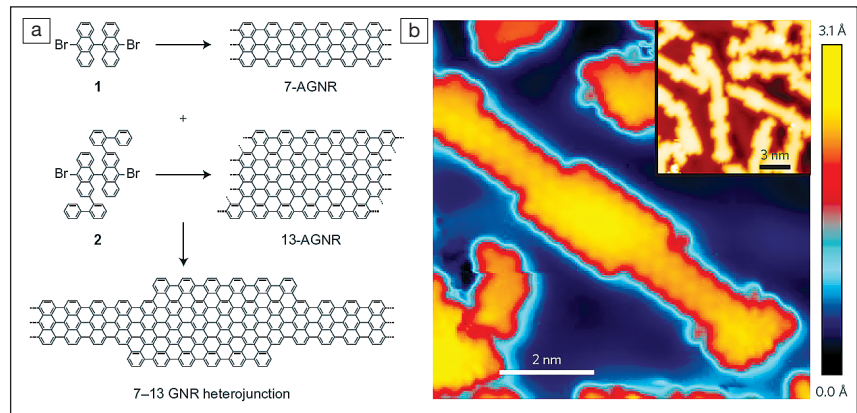 a
Br
Br
1
7-AGNR
+
Br
Br
2
13-AGNR
7–13 GNR heterojunction
b
3 nm
2 nm
3.1 Å
0.0 Å